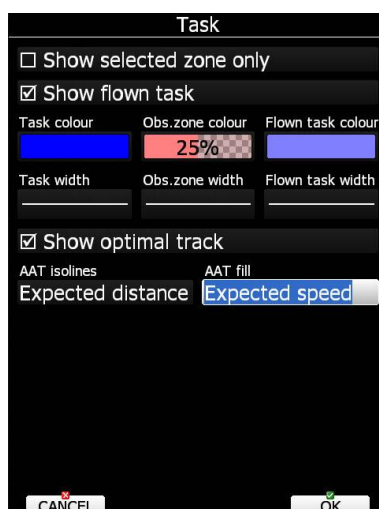 Task
Show selected zone only
Show flown task
Task colour Obs.zone colour Flown task colour
25%
Task width Obs.zone width Flown task width
Show optimal track
AAT isolines AAT fill
Expected distance Expected speed
CANCEL OK